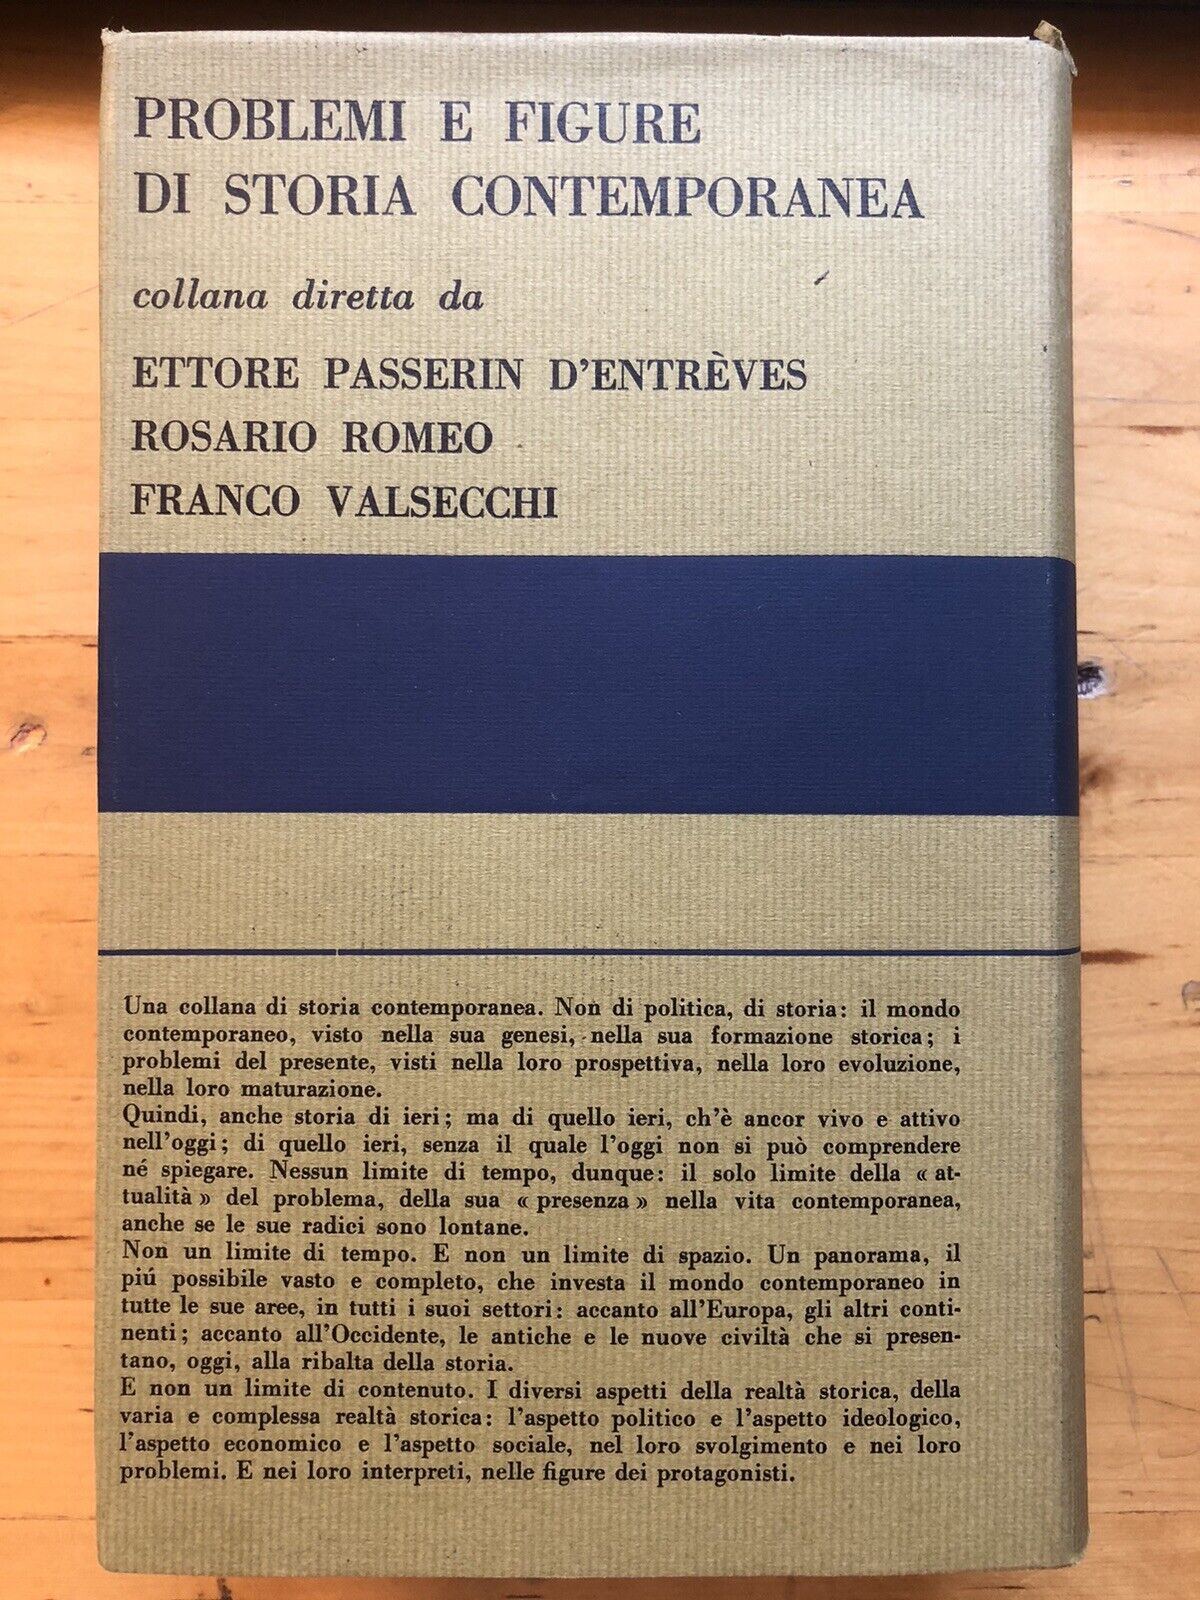 PROBLEMI E FIGURE
DI STORIA CONTEMPORANEA
collana diretta da
ETTORE PASSERIN D'ENTRÈVES
ROSARIO ROMEO
FRANCO VALSECCHI
Una collana di storia contemporanea. Non di politica, di storia: il mondo
contemporaneo, visto nella sua genesi, nella sua formazione storica; i
problemi del presente, visti nella loro prospettiva, nella loro evoluzione,
nella loro maturazione.
Quindi, anche storia di ieri; ma di quello ieri, ch'è ancor vivo e attivo
nell'oggi; di quello ieri, senza il quale l'oggi non si può comprendere
né spiegare. Nessun limite di tempo, dunque: il solo limite della « at-
tualità » del problema, della sua « presenza » nella vita contemporanea,
anche se le sue radici sono lontane.
Non un limite di tempo. E non un limite di spazio. Un panorama, il
piú possibile vasto e completo, che investa il mondo contemporaneo in
tutte le sue aree, in tutti i suoi settori: accanto all'Europa, gli altri conti-
nenti; accanto all'Occidente, le antiche e le nuove civiltà che si presen-
tano, oggi, alla ribalta della storia.
E non un limite di contenuto. I diversi aspetti della realtà storica, della
varia e complessa realtà storica: l'aspetto politico e l'aspetto ideologico,
l'aspetto economico e l'aspetto sociale, nel loro svolgimento e nei loro
problemi. E nei loro interpreti, nelle figure dei protagonisti.